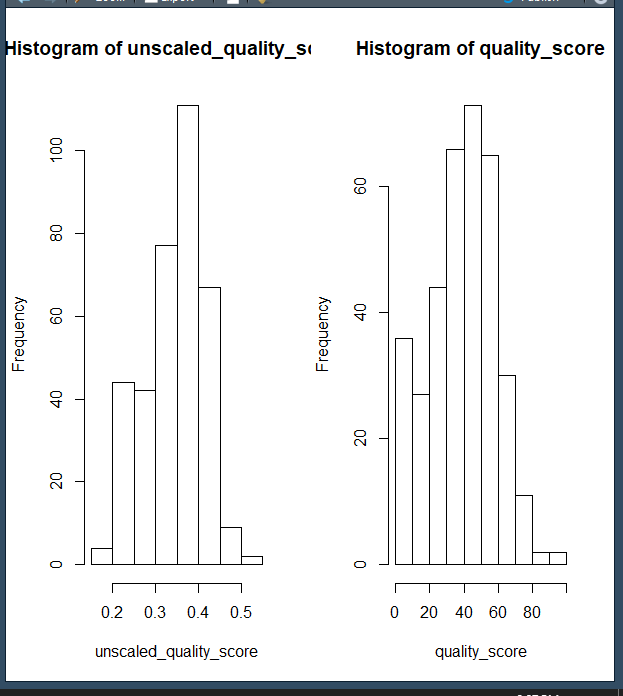 Histogram of unscaled_quality_s
Histogram of quality_score
Frequency
0
20
40
60
80
100
0.2 0.3 0.4 0.5
unscaled_quality_score
Frequency
0
20
40
60
0 20 40 60 80
quality_score